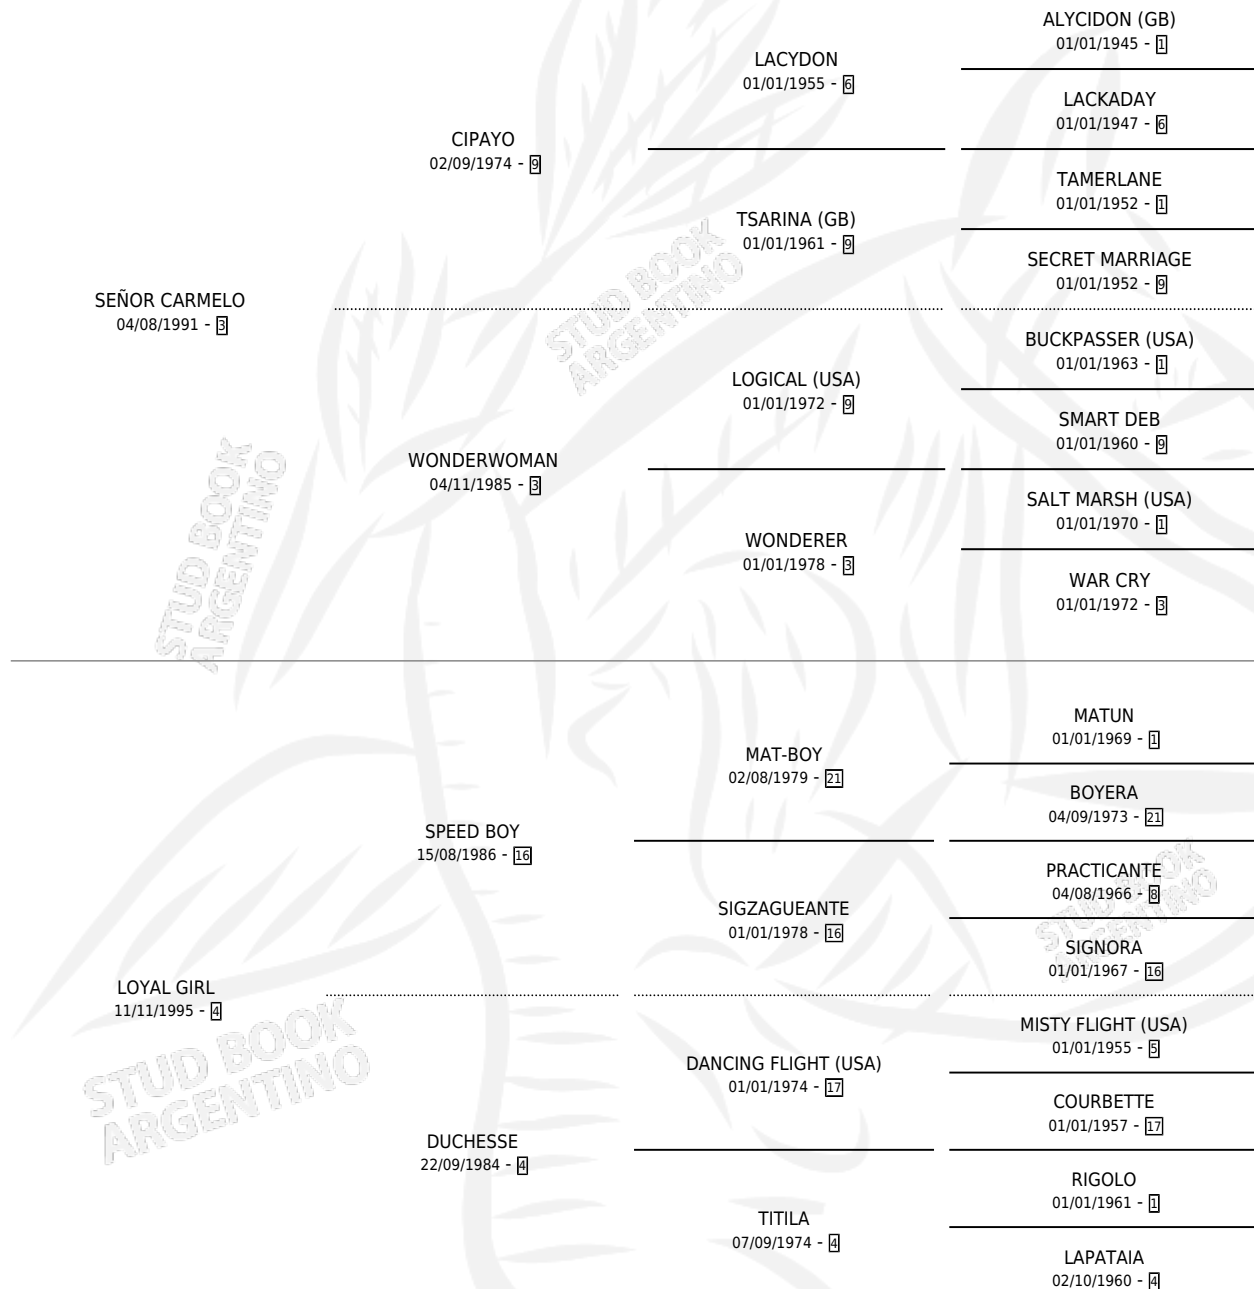 ALYCIDON (GB)
01/01/1945 - 1
LACYDON
01/01/1955 - 6
LACKADAY
01/01/1947 - 6
CIPAYO
02/09/1974 - 9
TAMERLANE
01/01/1952 - 1
TSARINA (GB)
01/01/1961 - 9
SECRET MARRIAGE
01/01/1952 - 9
SEÑOR CARMELO
04/08/1991 - 3
STUD BOOK
ARGENTINO
BUCKPASSER (USA)
01/01/1963 - 1
LOGICAL (USA)
01/01/1972 - 9
SMART DEB
01/01/1960 - 9
WONDERWOMAN
04/11/1985 - 3
SALT MARSH (USA)
01/01/1970 - 1
WONDERER
01/01/1978 - 3
WAR CRY
01/01/1972 - 3
STUD BOOK
ARGENTINO
MATUN
01/01/1969 - 1
MAT-BOY
02/08/1979 - 21
BOYERA
04/09/1973 - 21
SPEED BOY
15/08/1986 - 16
PRACTICANTE
04/08/1966 - 8
SIGZAGUEANTE
01/01/1978 - 16
SIGNORA
01/01/1967 - 16
STUD BOOK
ARGENTINO
LOYAL GIRL
11/11/1995 - 4
MISTY FLIGHT (USA)
01/01/1955 - 5
DANCING FLIGHT (USA)
01/01/1974 - 17
COURBETTE
01/01/1957 - 17
STUD BOOK
ARGENTINO
DUCHESSE
22/09/1984 - 4
RIGOLO
01/01/1961 - 1
TITILA
07/09/1974 - 4
LAPATAIA
02/10/1960 - 4